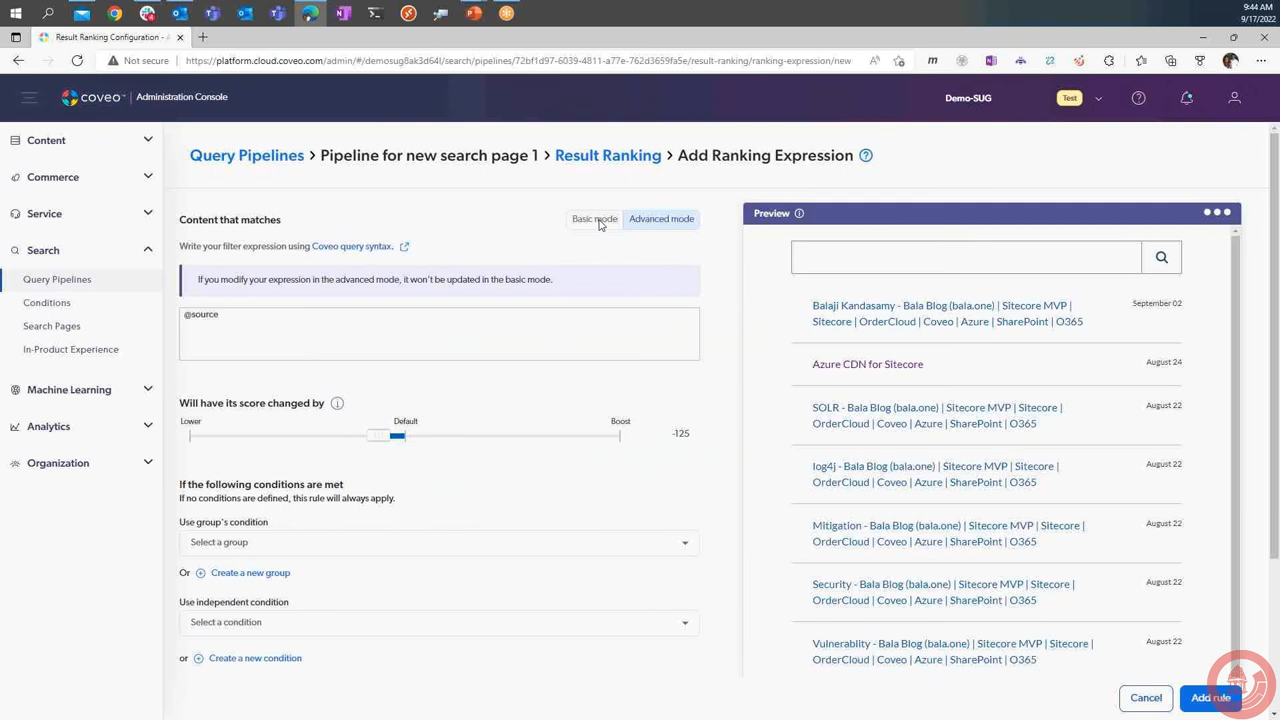 9:44 AM
9/17/2022
Result Ranking Configuration - A
Not secure
https://platform.cloud.coveo.com/admin/#/demosug8ak3d64l/search/pipelines/72bf1d97-6039-4811-a77e-762d3659fa5e/result-ranking/ranking-expression/new
coveo™ Administration Console
Demo-SUG
Test
Content
Commerce
Service
Search
Query Pipelines
Conditions
Search Pages
In-Product Experience
Machine Learning
Analytics
Organization
Query Pipelines > Pipeline for new search page 1 > Result Ranking > Add Ranking Expression
Content that matches
Basic mode
Advanced mode
Write your filter expression using Coveo query syntax.
If you modify your expression in the advanced mode, it won't be updated in the basic mode.
@source
Will have its score changed by
Lower
Default
Boost
-125
If the following conditions are met
If no conditions are defined, this rule will always apply.
Use group's condition
Select a group
Or Create a new group
Use independent condition
Select a condition
or Create a new condition
Preview
Balaji Kandasamy - Bala Blog (bala.one) | Sitecore MVP |
Sitecore | OrderCloud | Coveo | Azure | SharePoint | O365
September 02
Azure CDN for Sitecore
August 24
SOLR - Bala Blog (bala.one) | Sitecore MVP | Sitecore |
OrderCloud | Coveo | Azure | SharePoint | O365
August 22
log4j - Bala Blog (bala.one) | Sitecore MVP | Sitecore |
OrderCloud | Coveo | Azure | SharePoint | O365
August 22
Mitigation - Bala Blog (bala.one) | Sitecore MVP | Sitecore |
OrderCloud | Coveo | Azure | SharePoint | O365
August 22
Security - Bala Blog (bala.one) | Sitecore MVP | Sitecore |
OrderCloud | Coveo | Azure | SharePoint | O365
August 22
Vulnerablity - Bala Blog (bala.one) | Sitecore MVP | Sitecore |
OrderCloud | Coveo | Azure | SharePoint | O365
August 22
Cancel
Add rule